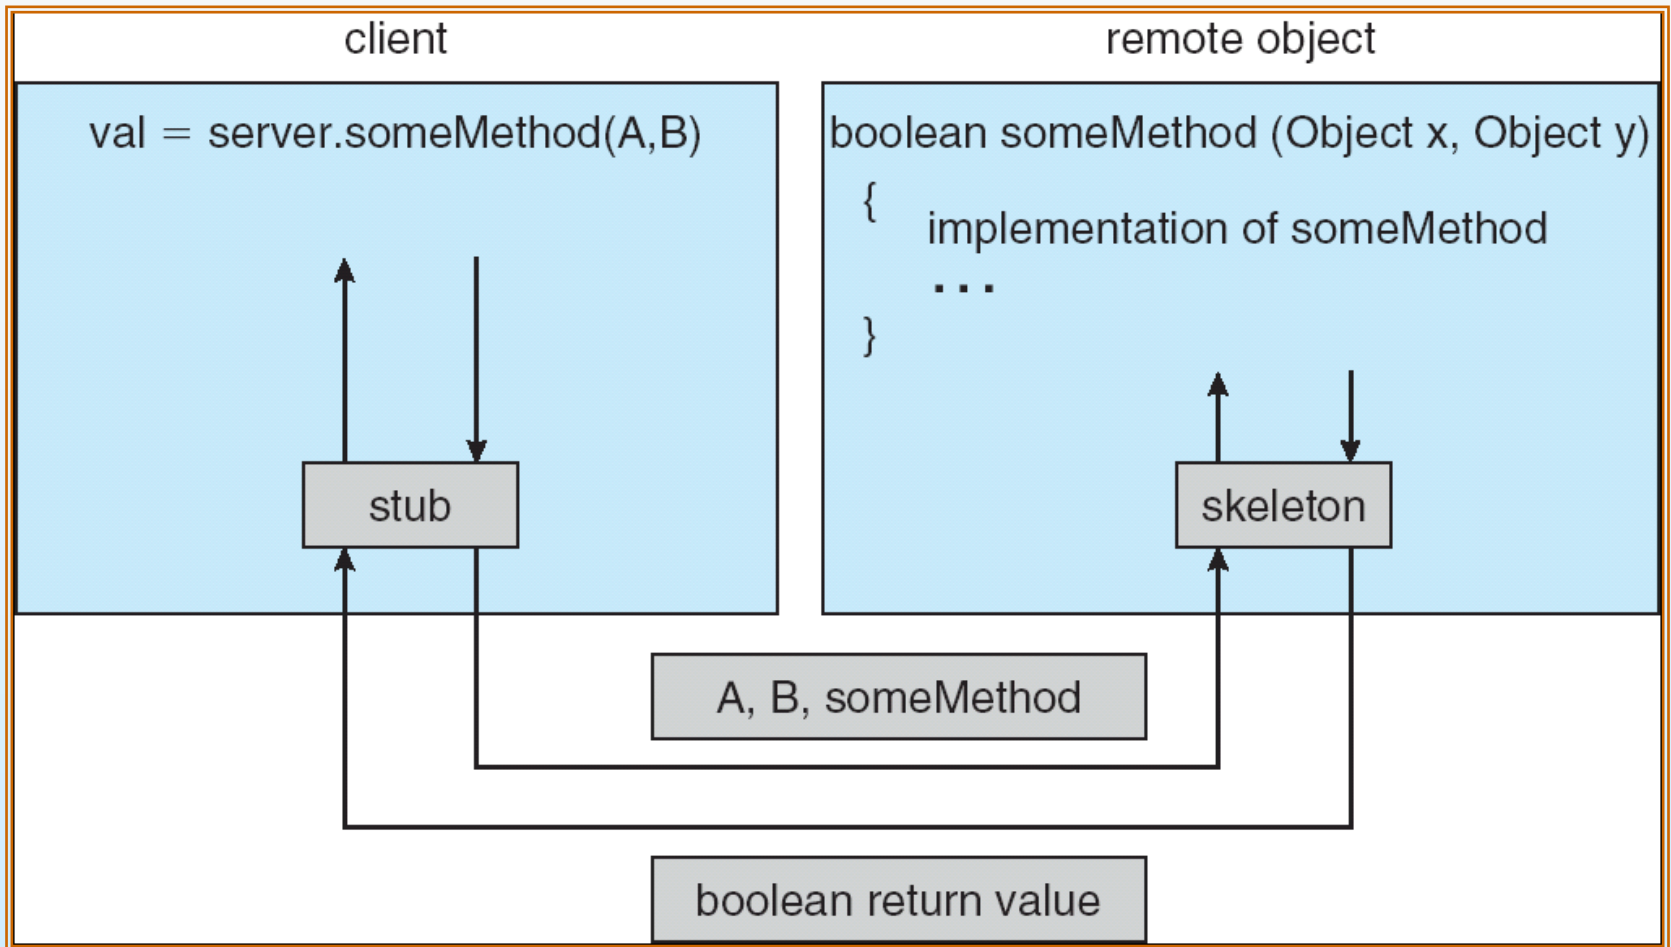 client
val = server.someMethod(A,B)
stub
remote object
boolean someMethod (Object x, Object y)
{
implementation of someMethod
...
}
skeleton
A, B, someMethod
boolean return value